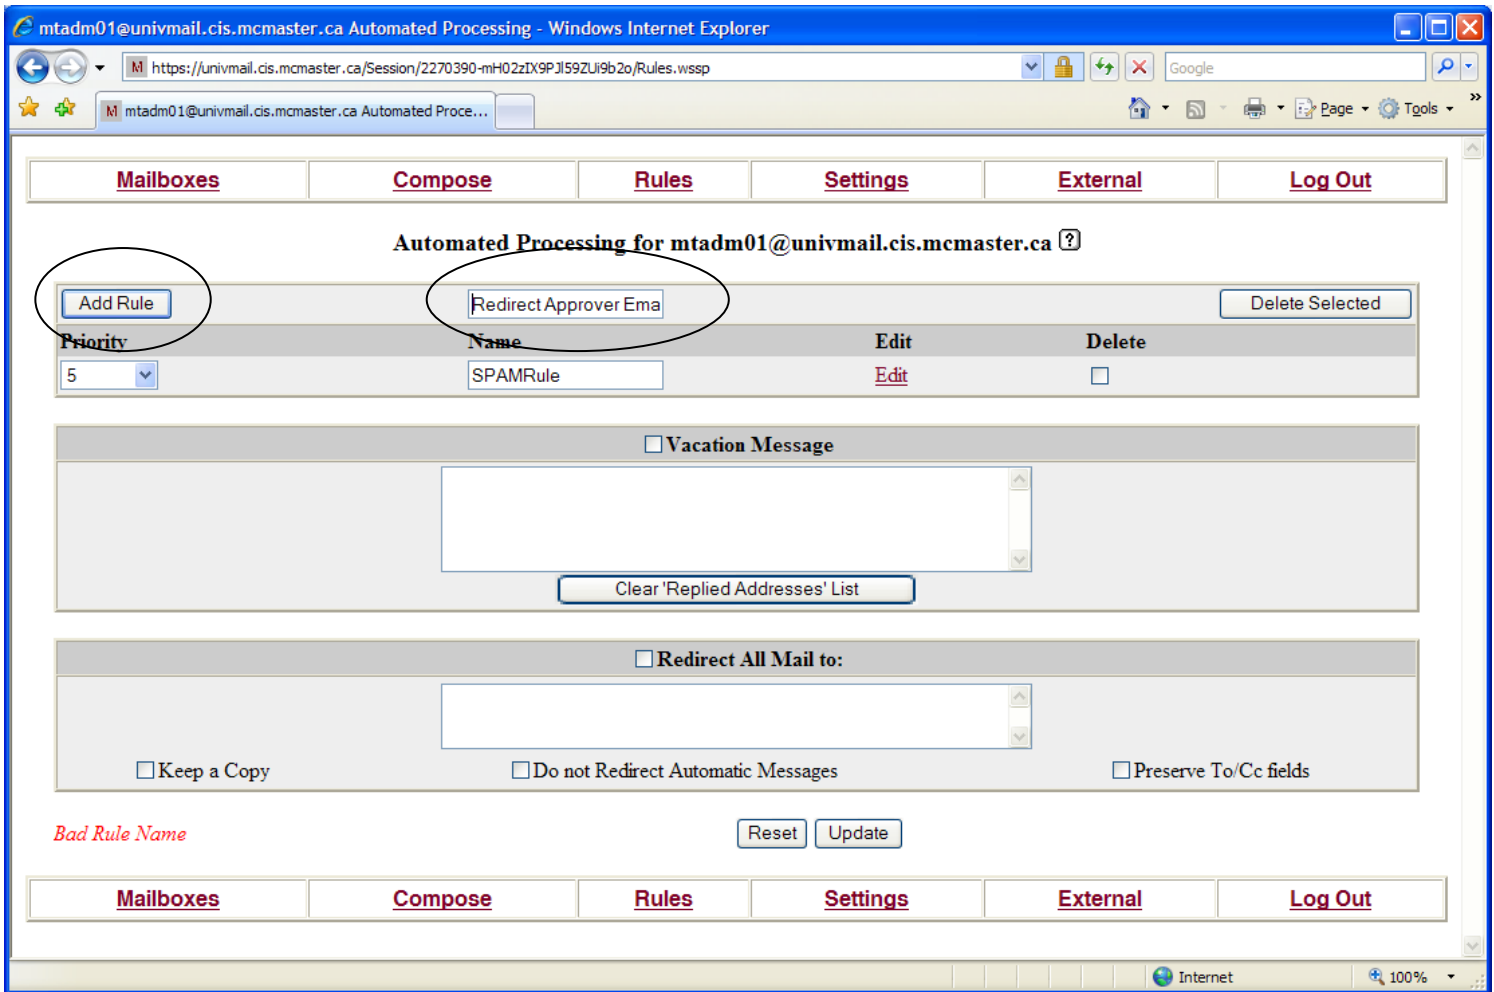 mtadm01@univmail.cis.mcmaster.ca Automated Processing - Windows Internet Explorer
https://univmail.cis.mcmaster.ca/Session/2270390-mH02zIX9PJl59ZUi9b2o/Rules.wssp
Google
mtadm01@univmail.cis.mcmaster.ca Automated Proce...
Page Tools »
Mailboxes Compose Rules Settings External Log Out
Automated Processing for mtadm01@univmail.cis.mcmaster.ca ?
Add Rule Redirect Approver Ema Delete Selected
Priority Name Edit Delete
5 SPAMRule Edit
Vacation Message
Clear 'Replied Addresses' List
Redirect All Mail to:
Keep a Copy Do not Redirect Automatic Messages Preserve To/Cc fields
Bad Rule Name Reset Update
Mailboxes Compose Rules Settings External Log Out
Internet 100%